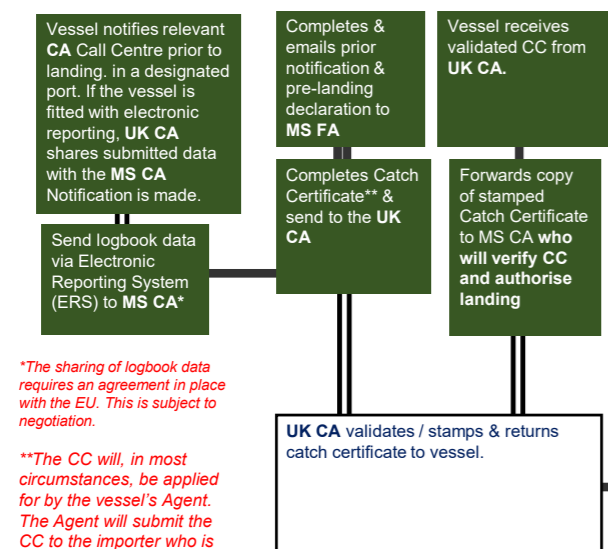 Vessel notifies relevant
CA Call Centre prior to
landing. in a designated
port. If the vessel is
fitted with electronic
reporting, UK CA
shares submitted data
with the MS CA
Notification is made.
Send logbook data
via Electronic
Reporting System
(ERS) to MS CA*
Completes &
emails prior
notification &
pre-landing
declaration to
MS FA
Completes Catch
Certificate** &
send to the UK
CA
Vessel receives
validated CC from
UK CA.
Forwards copy
of stamped
Catch Certificate
to MS CA who
will verify CC
and authorise
landing
*The sharing of logbook data
requires an agreement in place
with the EU. This is subject to
negotiation.
**The CC will, in most
circumstances, be applied
for by the vessel's Agent.
The Agent will submit the
CC to the importer who is
UK CA validates / stamps & returns
catch certificate to vessel.